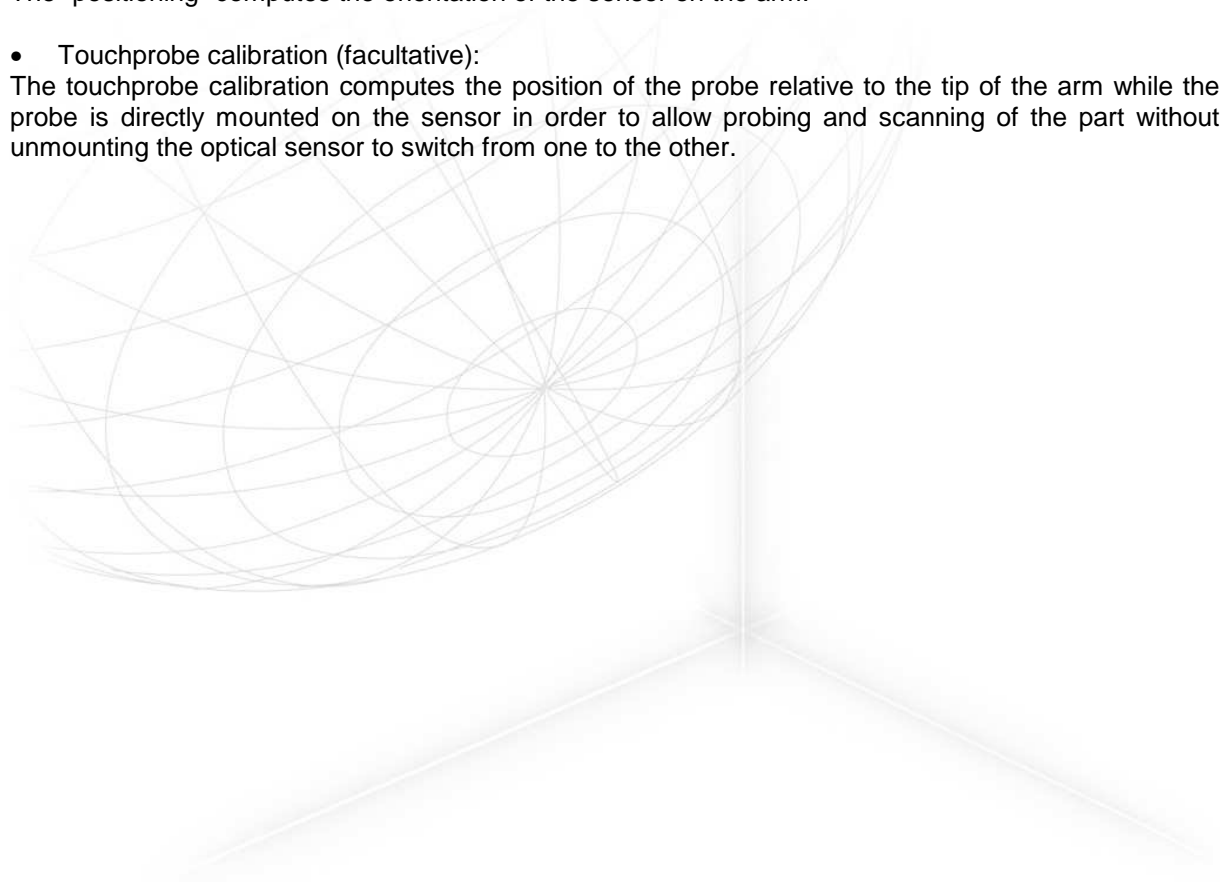 The "positioning" computes the orientation of the sensor on the arm.
• Touchprobe calibration (facultative):
The touchprobe calibration computes the position of the probe relative to the tip of the arm while the
probe is directly mounted on the sensor in order to allow probing and scanning of the part without
unmounting the optical sensor to switch from one to the other.